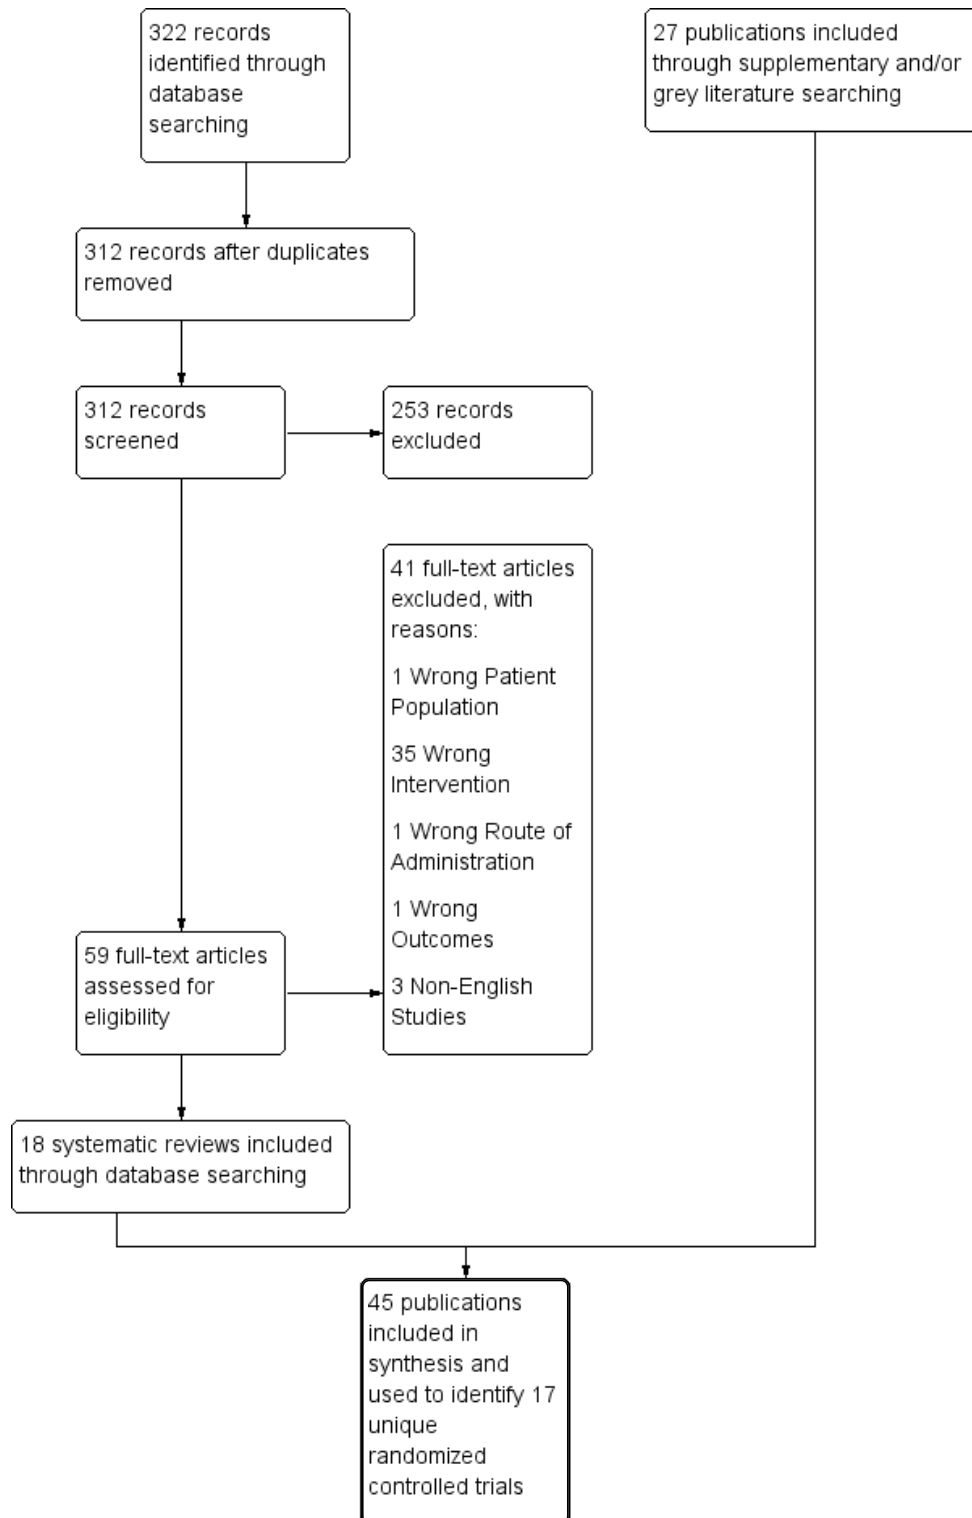 322 records
identified through
database
searching
27 publications included
through supplementary and/or
grey literature searching
312 records after duplicates
removed
312 records
screened
253 records
excluded
41 full-text articles
excluded, with
reasons:
1 Wrong Patient
Population
35 Wrong
Intervention
1 Wrong Route of
Administration
1 Wrong
Outcomes
3 Non-English
Studies
59 full-text articles
assessed for
eligibility
18 systematic reviews included
through database searching
45 publications
included in
synthesis and
used to identify 17
unique
randomized
controlled trials